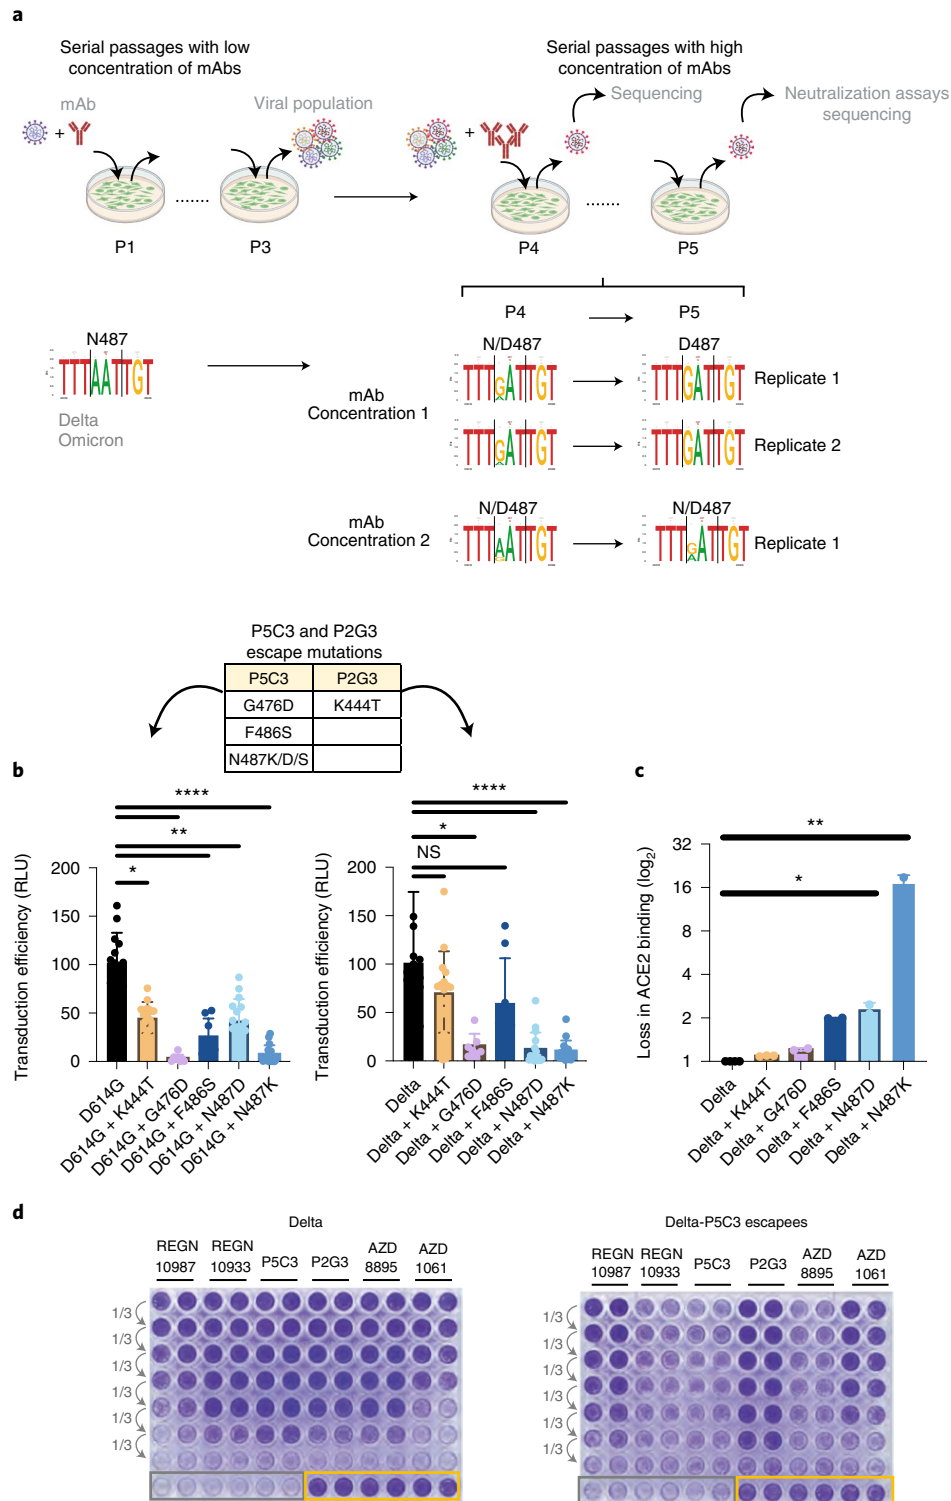 a
Serial passages with low
concentration of mAbs
Serial passages with high
concentration of mAbs
mAb
Viral population
Sequencing
Neutralization assays
sequencing
+
+
.......
.......
P1
P3
P4
P5
P4
P5
N487
TTTAATTGT
Delta
Omicron
mAb
Concentration 1
N/D487
D487
TTTGATTGT
TTTGATTGT
Replicate 1
TTTGATTGT
TTTGATTGT
Replicate 2
mAb
Concentration 2
N/D487
N/D487
TTTAATTGT
TTTGATTGT
Replicate 1
P5C3 and P2G3
escape mutations
P5C3 P2G3
G476D K444T
F486S
N487K/D/S
b
****
**
*
Transduction efficiency (RLU)
200
150
100
50
0
D614G
D614G + K444T
D614G + G476D
D614G + F486S
D614G + N487D
D614G + N487K
****
*
NS
Transduction efficiency (RLU)
200
150
100
50
0
Delta
Delta + K444T
Delta + G476D
Delta + F486S
Delta + N487D
Delta + N487K
c
**
*
Loss in ACE2 binding (log2)
32
16
8
4
2
1
Delta
Delta + K444T
Delta + G476D
Delta + F486S
Delta + N487D
Delta + N487K
d
Delta
REGN
10987
REGN
10933
P5C3
P2G3
AZD
8895
AZD
1061
1/3
1/3
1/3
1/3
1/3
1/3
Delta-P5C3 escapees
REGN
10987
REGN
10933
P5C3
P2G3
AZD
8895
AZD
1061
1/3
1/3
1/3
1/3
1/3
1/3